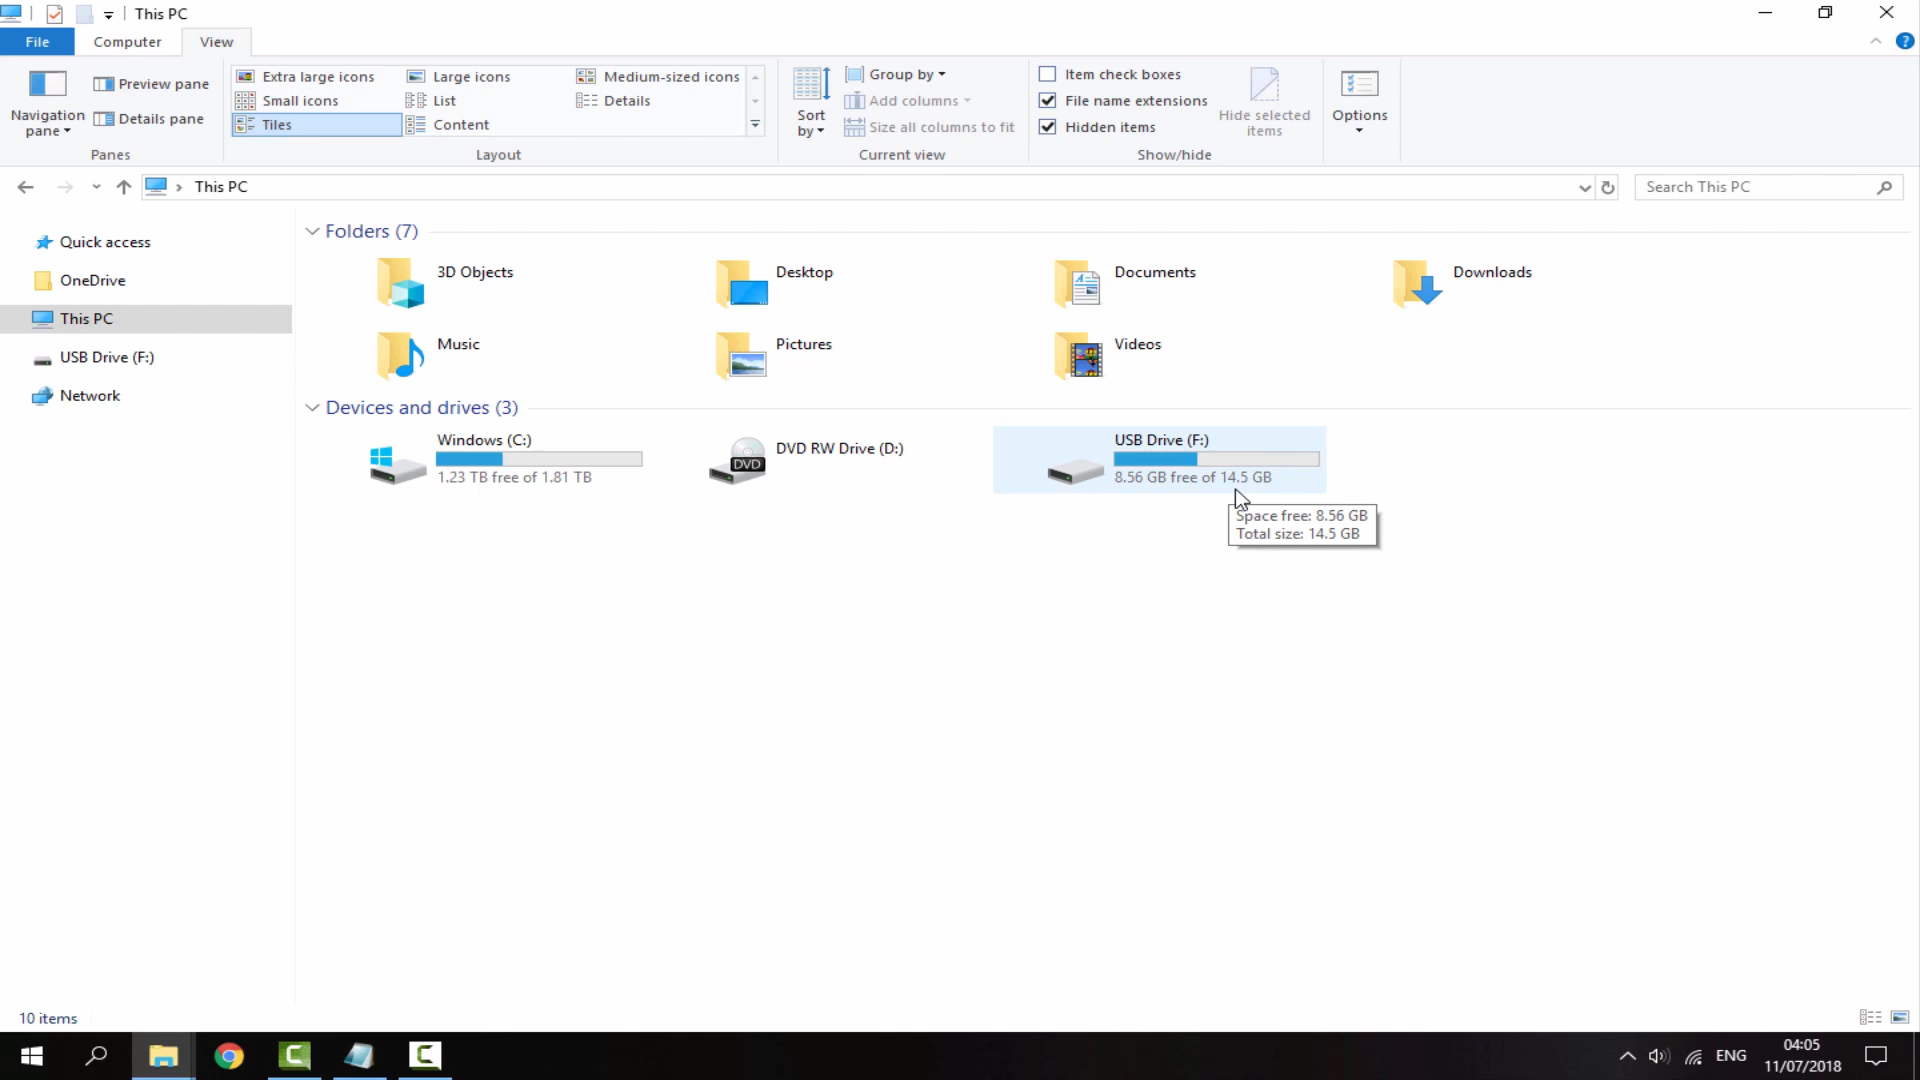 This PC
File Computer View
Navigation pane
Preview pane
Details pane
Panes
Extra large icons Large icons Medium-sized icons
Small icons List Details
Tiles Content
Layout
Sort by
Group by
Add columns
Size all columns to fit
Current view
Item check boxes
File name extensions
Hidden items
Hide selected items
Show/hide
Options
This PC
Search This PC
Quick access
OneDrive
This PC
USB Drive (F:)
Network
Folders (7)
3D Objects Desktop Documents Downloads
Music Pictures Videos
Devices and drives (3)
Windows (C:)
1.23 TB free of 1.81 TB
DVD
DVD RW Drive (D:)
USB Drive (F:)
8.56 GB free of 14.5 GB
Space free: 8.56 GB
Total size: 14.5 GB
10 items
ENG
04:05
11/07/2018